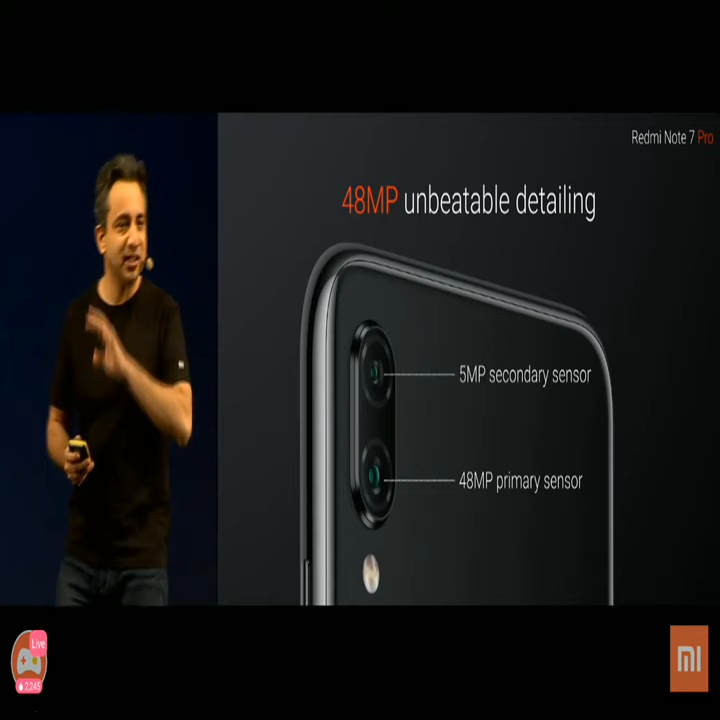 Redmi Note 7 Pro
48MP unbeatable detailing
5MP secondary sensor
48MP primary sensor
Live
2,245
MI